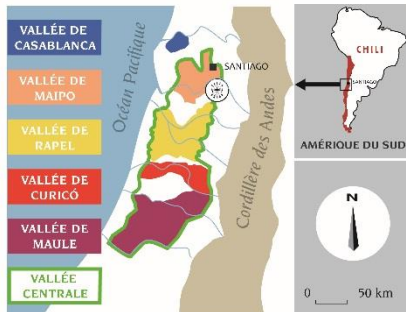 VALLÉE DE
CASABLANCA
VALLÉE DE
MAIPO
VALLÉE DE
RAPEL
VALLÉE DE
CURICÓ
VALLÉE DE
MAULE
VALLÉE
CENTRALE
Océan Pacifique
SANTIAGO
Cordillère des Andes
CHILI
SANTIAGO
AMÉRIQUE DU SUD
N
0 50 km